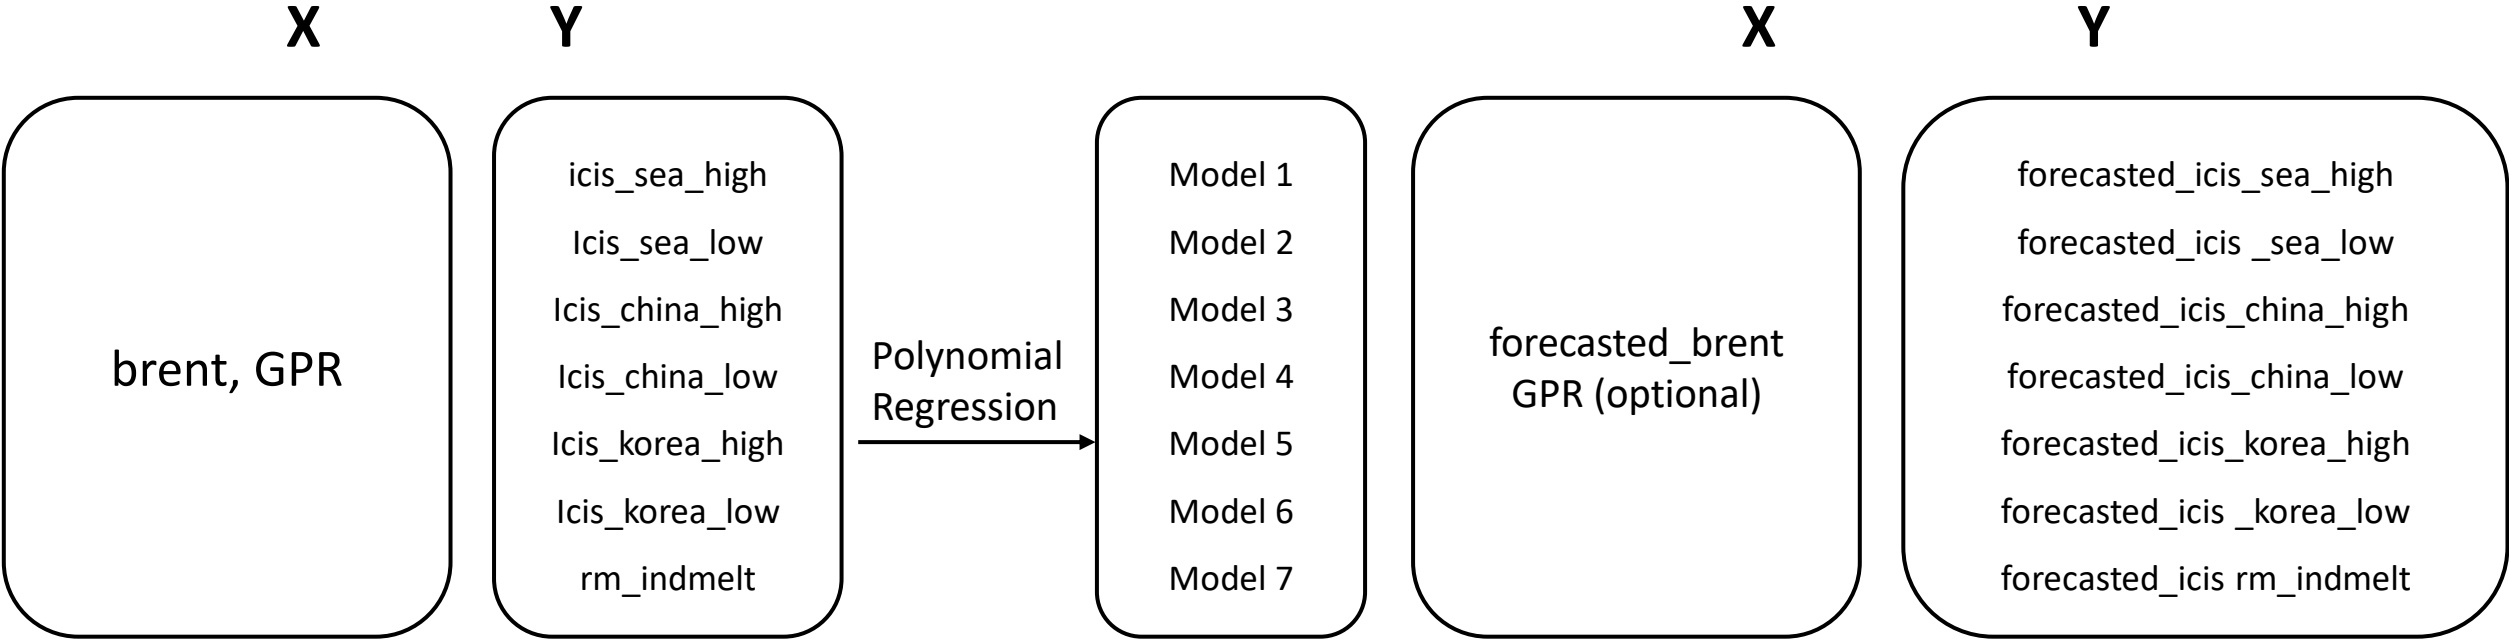 X
Y
X
Y
brent, GPR
icis_sea_high
Icis_sea_low
Icis_china_high
Icis_china_low
Icis_korea_high
Icis_korea_low
rm_indmelt
Polynomial
Regression
Model 1
Model 2
Model 3
Model 4
Model 5
Model 6
Model 7
forecasted_brent
GPR (optional)
forecasted_icis_sea_high
forecasted_icis _sea_low
forecasted_icis_china_high
forecasted_icis_china_low
forecasted_icis_korea_high
forecasted_icis _korea_low
forecasted_icis rm_indmelt